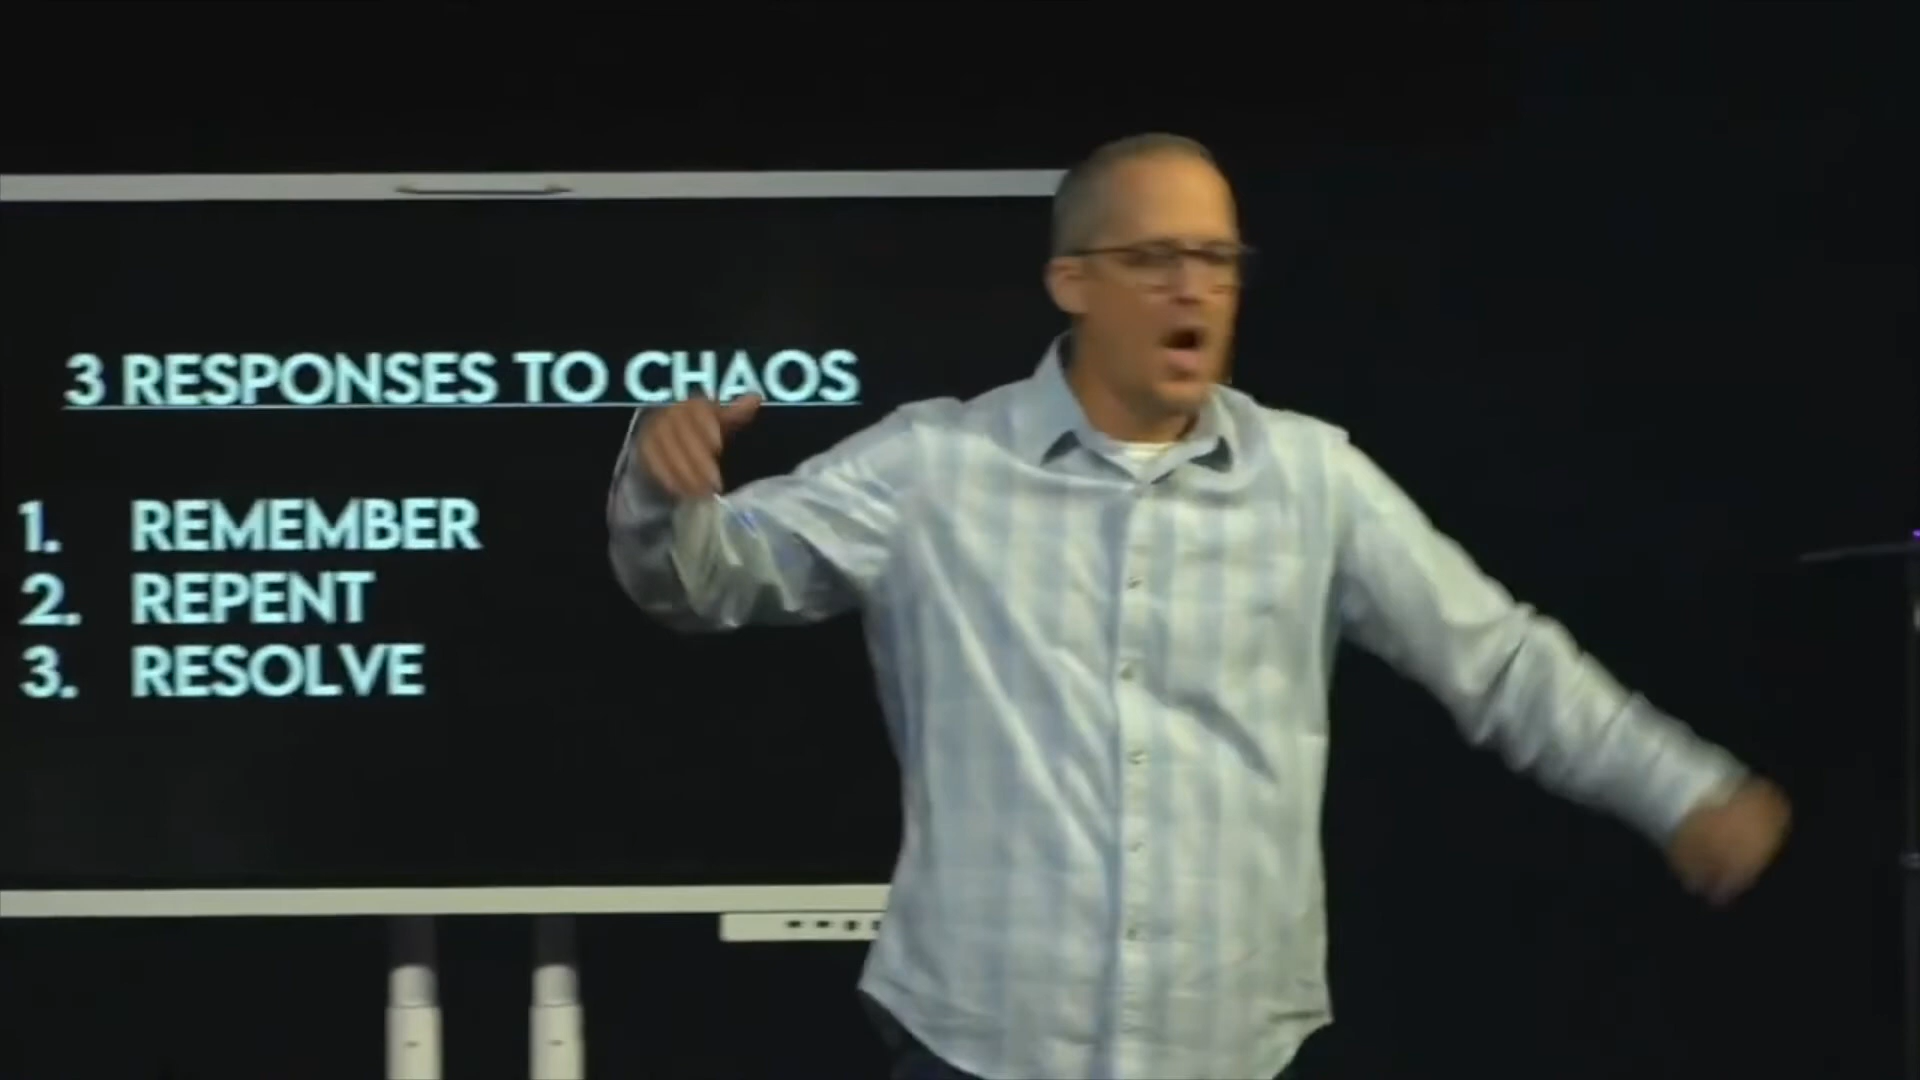 3 RESPONSES TO CHAOS
1. REMEMBER
2. REPENT
3. RESOLVE